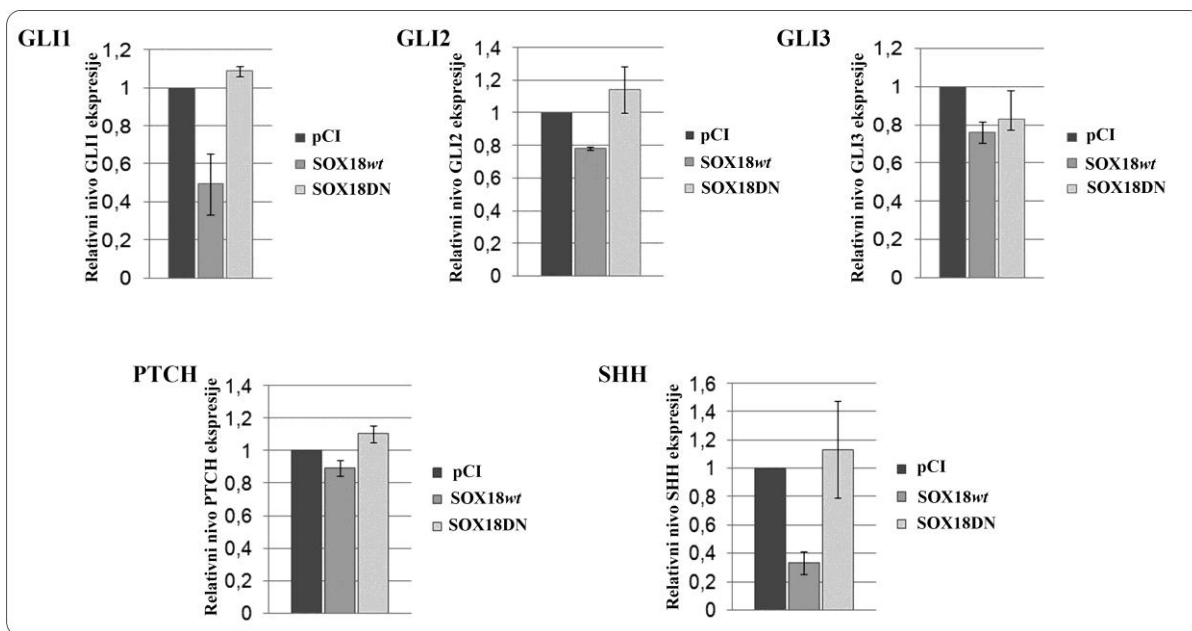 GLI1
Relativni nivo GLI1 ekspresije
1,2
1
0,8
0,6
0,4
0,2
0
pCI
SOX18wt
SOX18DN
GLI2
Relativni nivo GLI2 ekspresije
1,4
1,2
1
0,8
0,6
0,4
0,2
0
pCI
SOX18wt
SOX18DN
GLI3
Relativni nivo GLI3 ekspresije
1,2
1
0,8
0,6
0,4
0,2
0
pCI
SOX18wt
SOX18DN
PTCH
Relativni nivo PTCH ekspresije
1,4
1,2
1
0,8
0,6
0,4
0,2
0
pCI
SOX18wt
SOX18DN
SHH
Relativni nivo SHH ekspresije
1,6
1,4
1,2
1
0,8
0,6
0,4
0,2
0
pCI
SOX18wt
SOX18DN